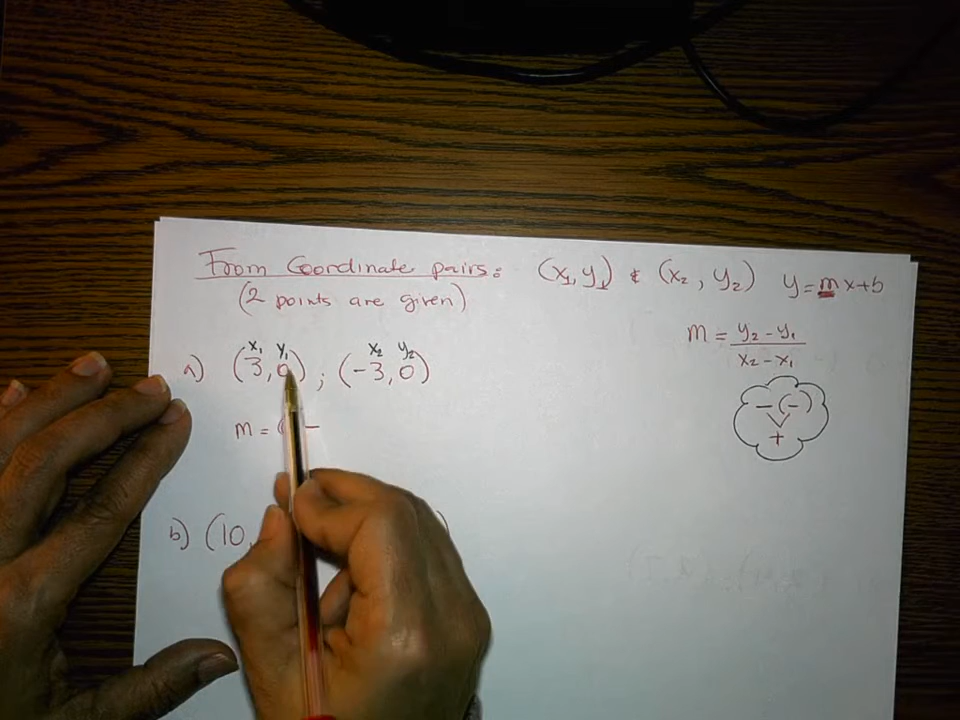 From Coordinate pairs: (x₁, y₁) & (x₂, y₂) y = mx+b
(2 points are given)
m = y₂ - y₁ / x₂ - x₁
x₁ y₁ x₂ y₂
a) (3, 0) ; (-3, 0)
- (-)
+
m = 0 -
b) (10,